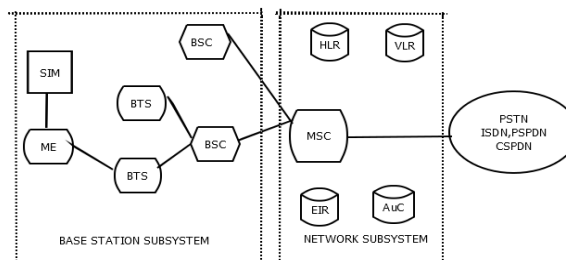 HLR
VLR
BSC
SIM
BTS
PSTN
ISDN,PSPDN
CSPDN
ME
BSC
MSC
BTS
EIR
AuC
BASE STATION SUBSYSTEM
NETWORK SUBSYSTEM